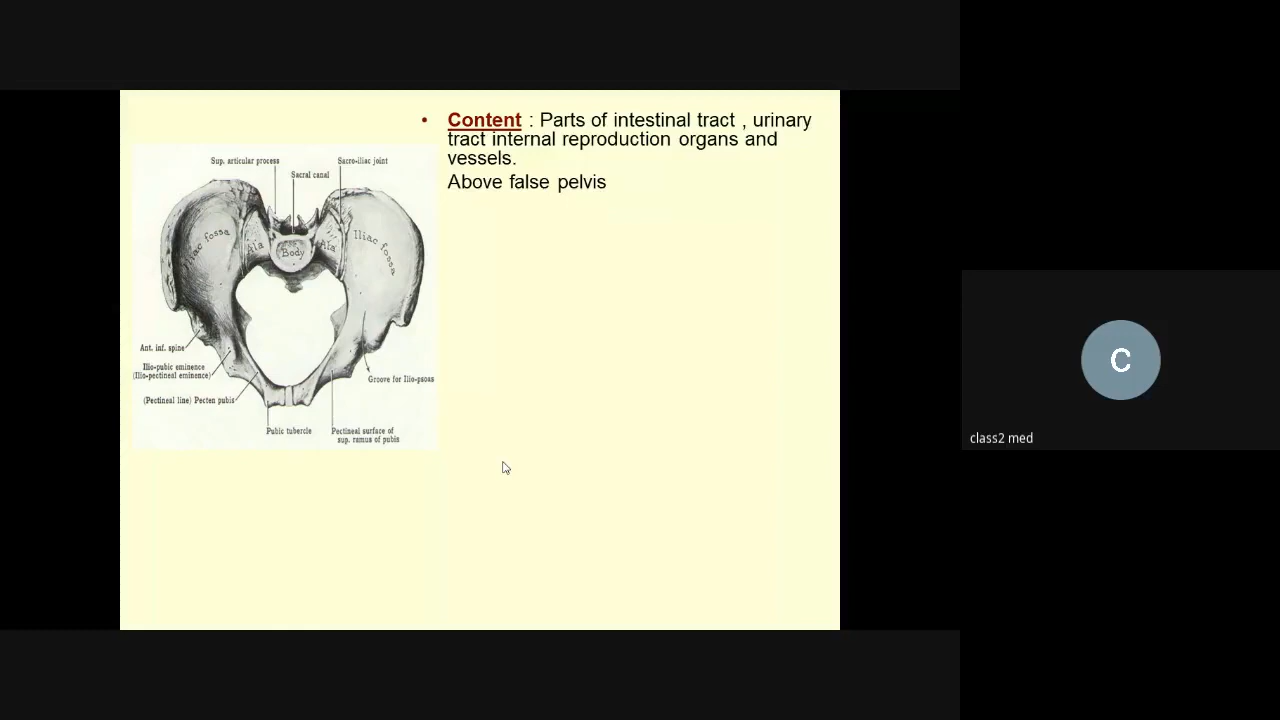 • Content : Parts of intestinal tract , urinary
tract internal reproduction organs and
vessels.
Above false pelvis
Sup. articular process
Sacro-iliac joint
Sacral canal
Iliac fossa
Ala
Body
Ala
Iliac fossa
Ant. inf. spine
Ilio-pubic eminence
(Ilio-pectineal eminence)
(Pectineal line) Pecten pubis
Groove for Ilio-psoas
Pubic tubercle
Pectineal surface of
sup. ramus of pubis
C
class2 med